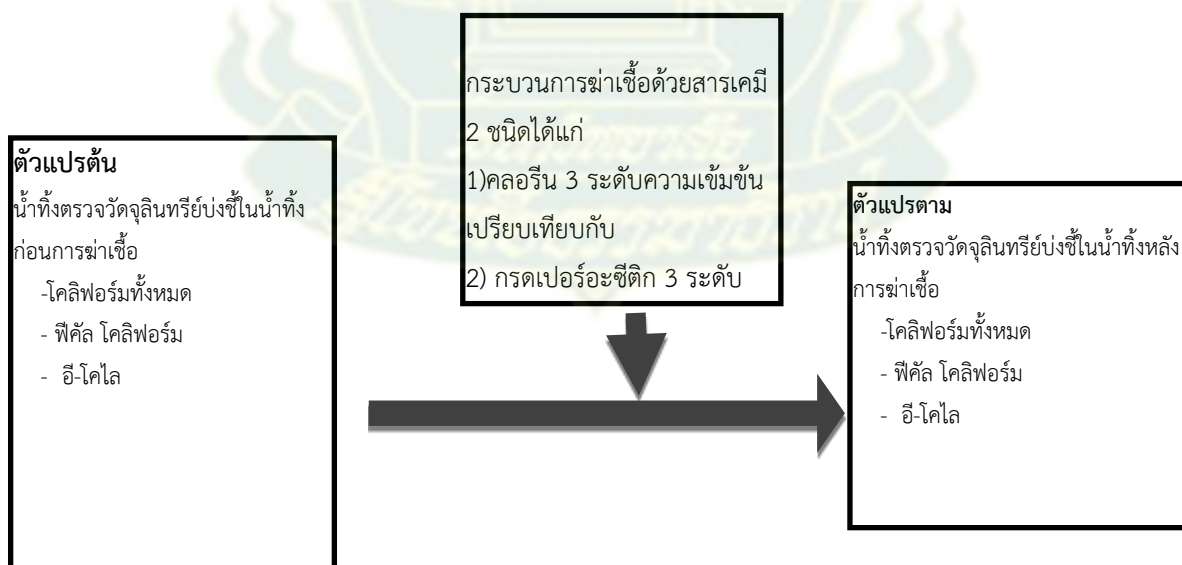 กระบวนการฆ่าเชื้อด้วยสารเคมี
2 ชนิดได้แก่
1)คลอรีน 3 ระดับความเข้มข้น
เปรียบเทียบกับ
2) กรดเปอร์อะซีติก 3 ระดับ
ตัวแปรต้น
น้ำทิ้งตรวจวัดจุลินทรีย์บ่งชี้ในน้ำทิ้ง
ก่อนการฆ่าเชื้อ
-โคลิฟอร์มทั้งหมด
- ฟีคัล โคลิฟอร์ม
- อี-โคไล
ตัวแปรตาม
น้ำทิ้งตรวจวัดจุลินทรีย์บ่งชี้ในน้ำทิ้งหลัง
การฆ่าเชื้อ
-โคลิฟอร์มทั้งหมด
- ฟีคัล โคลิฟอร์ม
- อี-โคไล